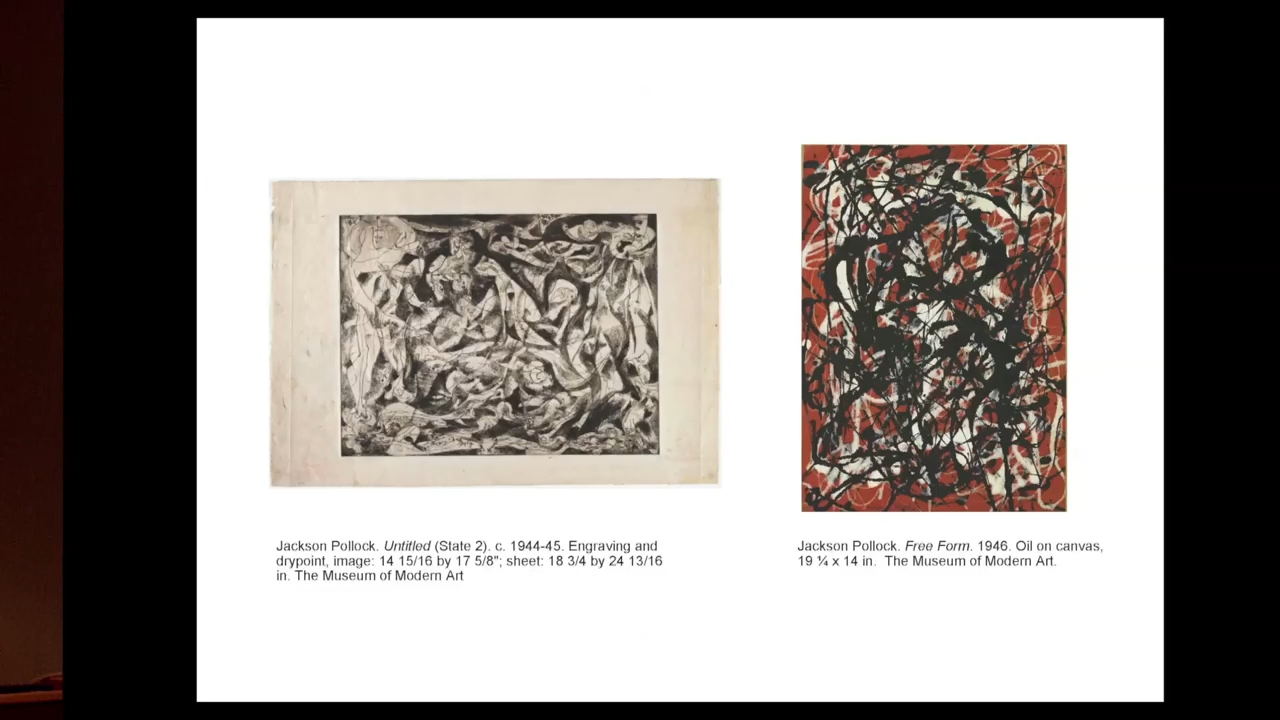 Jackson Pollock. Untitled (State 2). c. 1944-45. Engraving and
drypoint, image: 14 15/16 by 17 5/8"; sheet: 18 3/4 by 24 13/16
in. The Museum of Modern Art
Jackson Pollock. Free Form. 1946. Oil on canvas,
19 ¼ x 14 in.  The Museum of Modern Art.